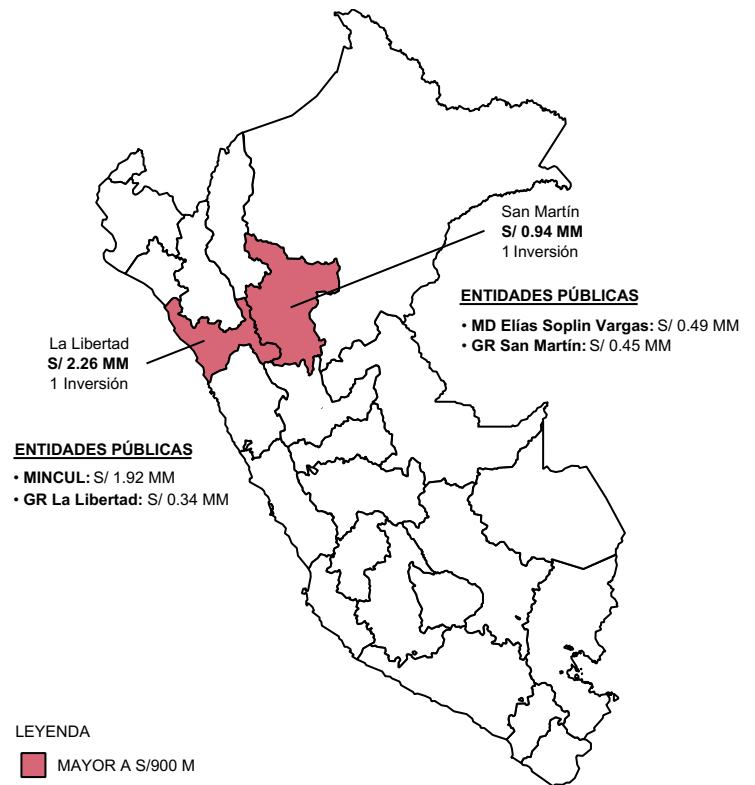 San Martín
S/ 0.94 MM
1 Inversión
ENTIDADES PÚBLICAS
• MD Elías Soplin Vargas: S/ 0.49 MM
• GR San Martín: S/ 0.45 MM
La Libertad
S/ 2.26 MM
1 Inversión
ENTIDADES PÚBLICAS
• MINCUL: S/ 1.92 MM
• GR La Libertad: S/ 0.34 MM
LEYENDA
MAYOR A S/900 M